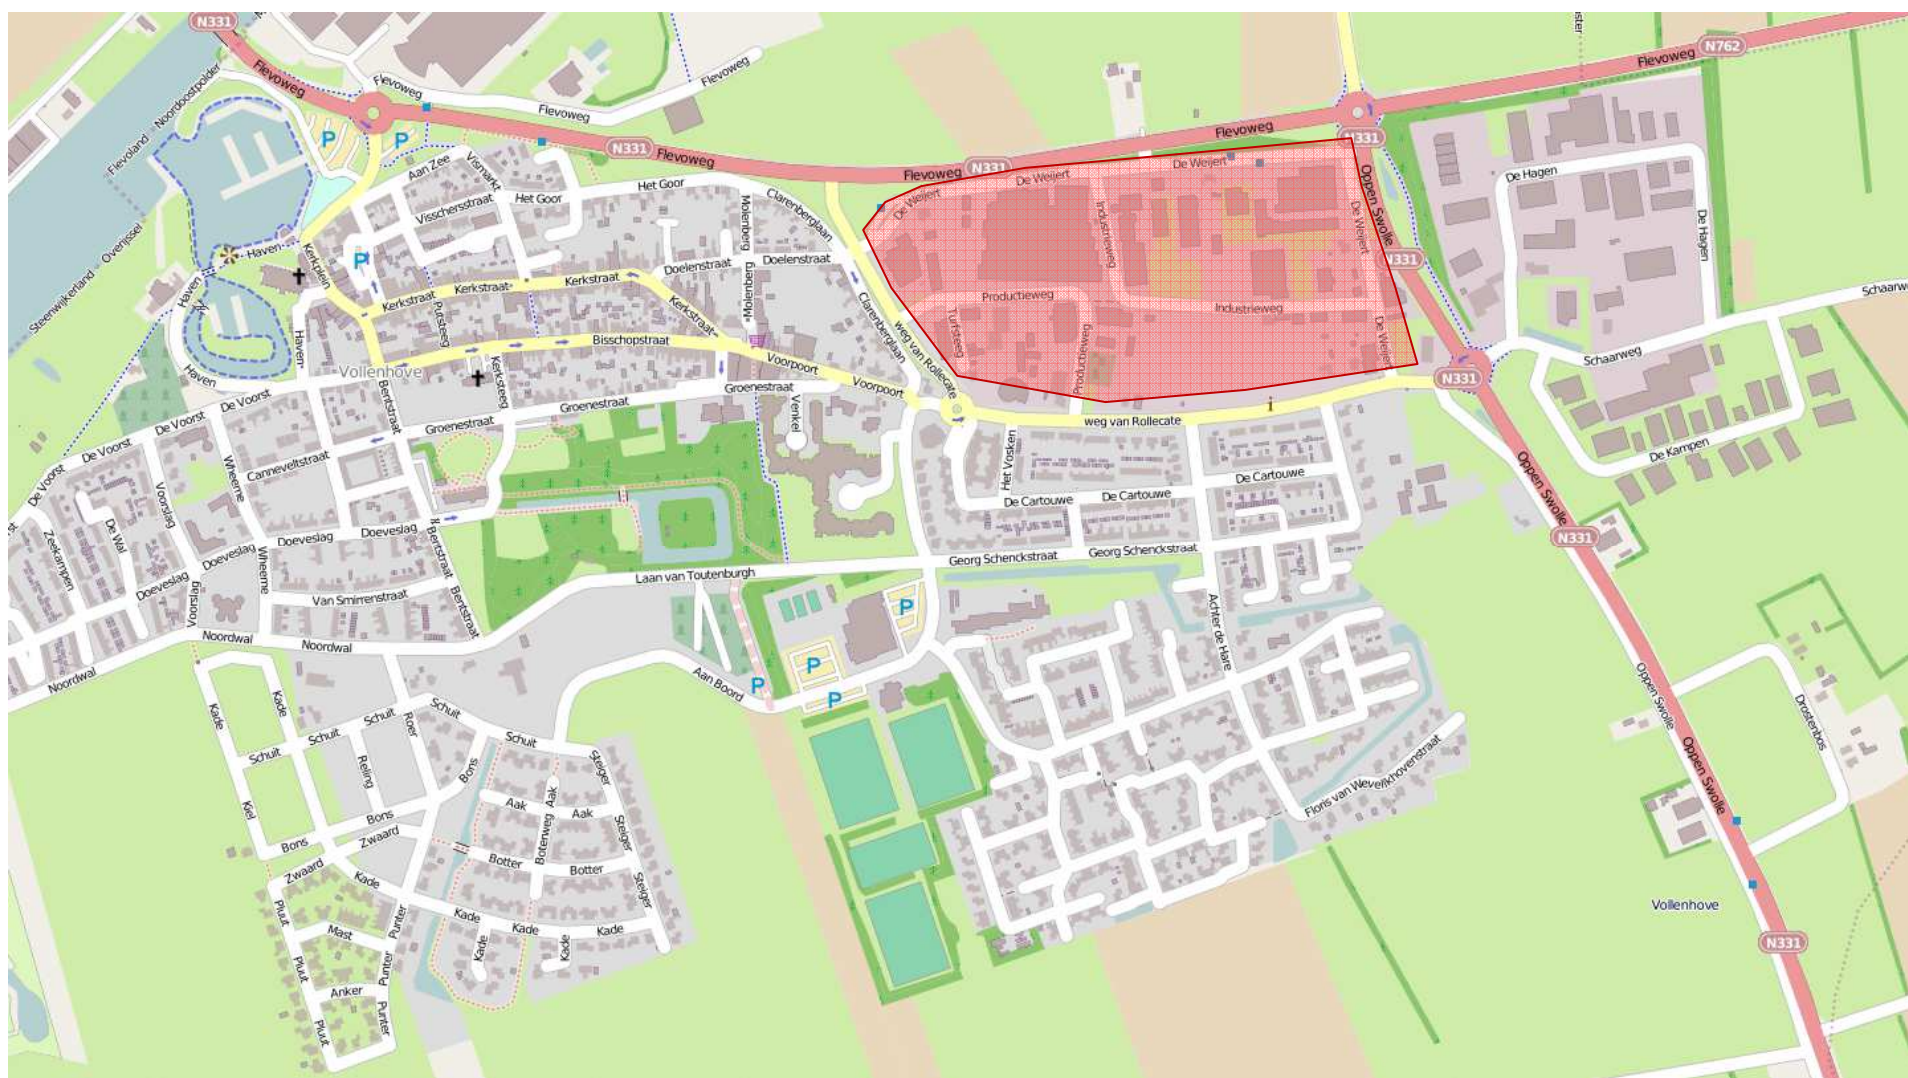 N331
N762
Flevoweg
Flevoweg
Flevoweg
Flevoweg
Flevoweg
Noordoostpolder
Flevoland
N331
Flevoweg
Flevoweg
N331
Flevoweg
N331
Aan Zee
Vismarkt
Visschersstraat
Het Goor
Het Goor
Molenberg
Clarenberglaan
De Weijert
De Weijert
De Weijert
De Weijert
De Weijert
Industrieweg
Industrieweg
Productieweg
Productieweg
Turfsteeg
Oppen Swolle
N331
De Hagen
De Hagen
Schaarweg
Schaarweg
Steenwijkerland
Overijssel
Haven
Haven
Haven
Haven
Kerkplein
Kerkstraat
Kerkstraat
Kerkstraat
Kerkstraat
Doelenstraat
Doelenstraat
Molenberg
Clarenberglaan
weg van Rollecate
Pursteeg
Bisschopstraat
Voorpoort
Voorpoort
Vollenhove
Kerksteeg
Bentstraat
Groenestraat
Groenestraat
Groenestraat
Venkel
weg van Rollecate
N331
De Voorst
De Voorst
De Voorst
De Voorst
Canneveltstraat
Wheeme
Voorslag
De Wal
Zeekampen
Het Vosken
De Cartouwe
De Cartouwe
De Cartouwe
De Kampen
Oppen Swolle
N331
Doeveslag
Doeveslag
Doeveslag
Doeveslag
Wheeme
Bentstraat
Bentstraat
Georg Schenckstraat
Georg Schenckstraat
Laan van Toutenburgh
Van Smirrenstraat
Voorslag
Noordwal
Noordwal
Noordwal
Achter de Hare
Aan Boord
Kade
Kade
Schuit
Schuit
Schuit
Schuit
Roer
Reling
Bons
Bons
Bons
Kiel
Steiger
Steiger
Steiger
Aak
Aak
Aak
Boterweg
Botter
Botter
Zwaard
Zwaard
Kade
Kade
Kade
Kade
Kade
Kade
Pluut
Pluut
Pluut
Mast
Punter
Punter
Punter
Anker
Floris van Wevelikhovenstraat
Oppen Swolle
Oppen Swolle
Drostenbos
Vollenhove
N331